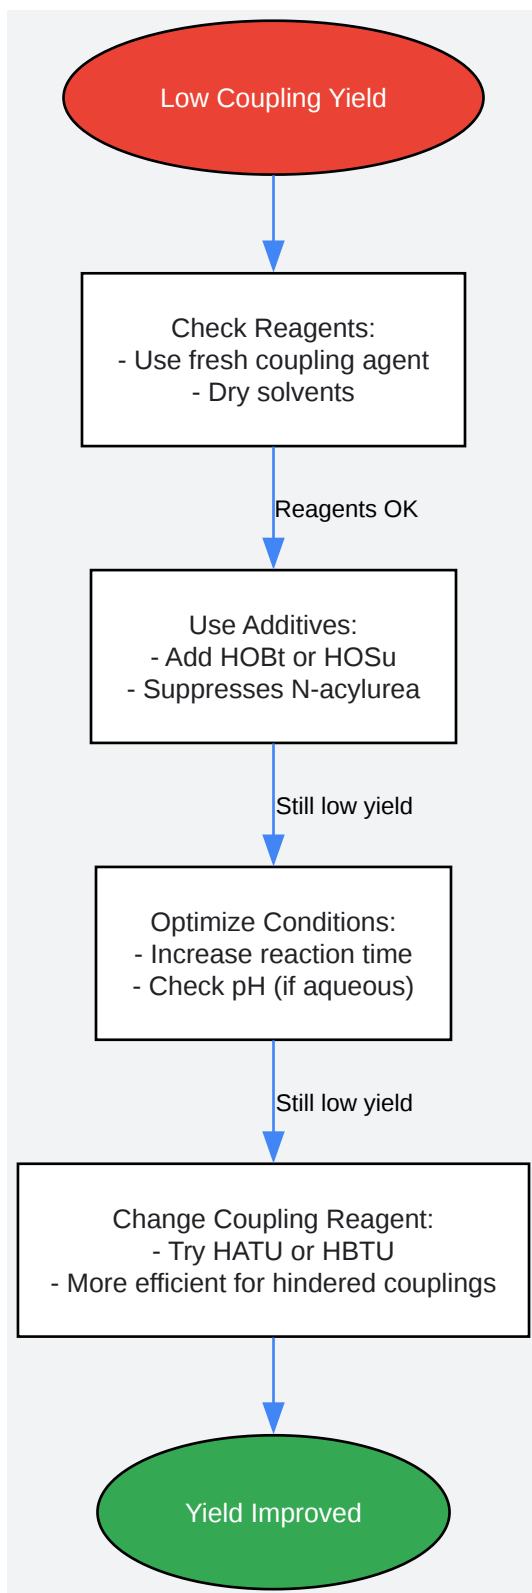 Low Coupling Yield
Check Reagents:
- Use fresh coupling agent
- Dry solvents
Reagents OK
Use Additives:
- Add HOBt or HOSu
- Suppresses N-acylurea
Still low yield
Optimize Conditions:
- Increase reaction time
- Check pH (if aqueous)
Still low yield
Change Coupling Reagent:
- Try HATU or HBTU
- More efficient for hindered couplings
Yield Improved